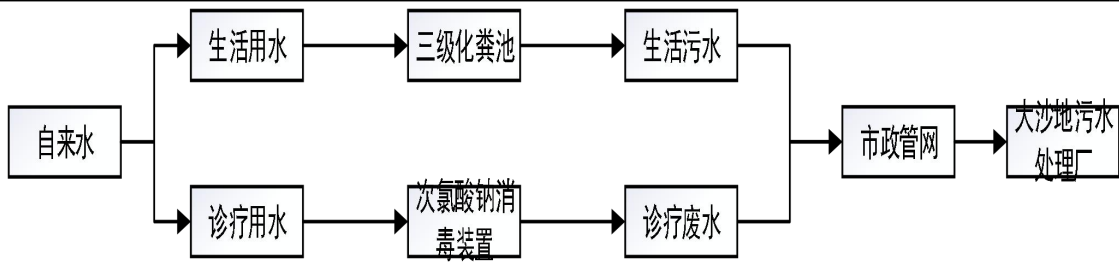 生活用水
三级化粪池
生活污水
自来水
市政管网
大沙地污水
处理厂
诊疗用水
次氯酸钠消
毒装置
诊疗废水